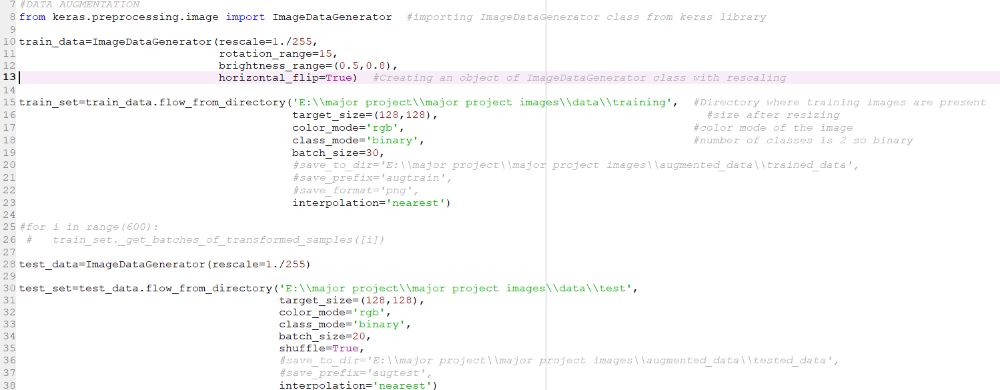 7 #DATA AUGMENTATION
8 from keras.preprocessing.image import ImageDataGenerator  #importing ImageDataGenerator class from keras library
9
10 train_data=ImageDataGenerator(rescale=1./255,
11                               rotation_range=15,
12                               brightness_range=(0.5,0.8),
13                               horizontal_flip=True)  #Creating an object of ImageDataGenerator class with rescaling
14
15 train_set=train_data.flow_from_directory('E:\\major project\\major project images\\data\\training',  #Directory where training images are present
16                                          target_size=(128,128),                                        #size after resizing
17                                          color_mode='rgb',                                           #color mode of the image
18                                          class_mode='binary',                                        #number of classes is 2 so binary
19                                          batch_size=30,
20                                          #save_to_dir='E:\\major project\\major project images\\augmented_data\\trained_data',
21                                          #save_prefix='augtrain',
22                                          #save_format='png',
23                                          interpolation='nearest')
24
25 #for i in range(600):
26  #   train_set._get_batches_of_transformed_samples([i])
27
28 test_data=ImageDataGenerator(rescale=1./255)
29
30 test_set=test_data.flow_from_directory('E:\\major project\\major project images\\data\\test',
31                                        target_size=(128,128),
32                                        color_mode='rgb',
33                                        class_mode='binary',
34                                        batch_size=20,
35                                        shuffle=True,
36                                        #save_to_dir='E:\\major project\\major project images\\augmented_data\\tested_data',
37                                        #save_prefix='augtest',
38                                        interpolation='nearest')